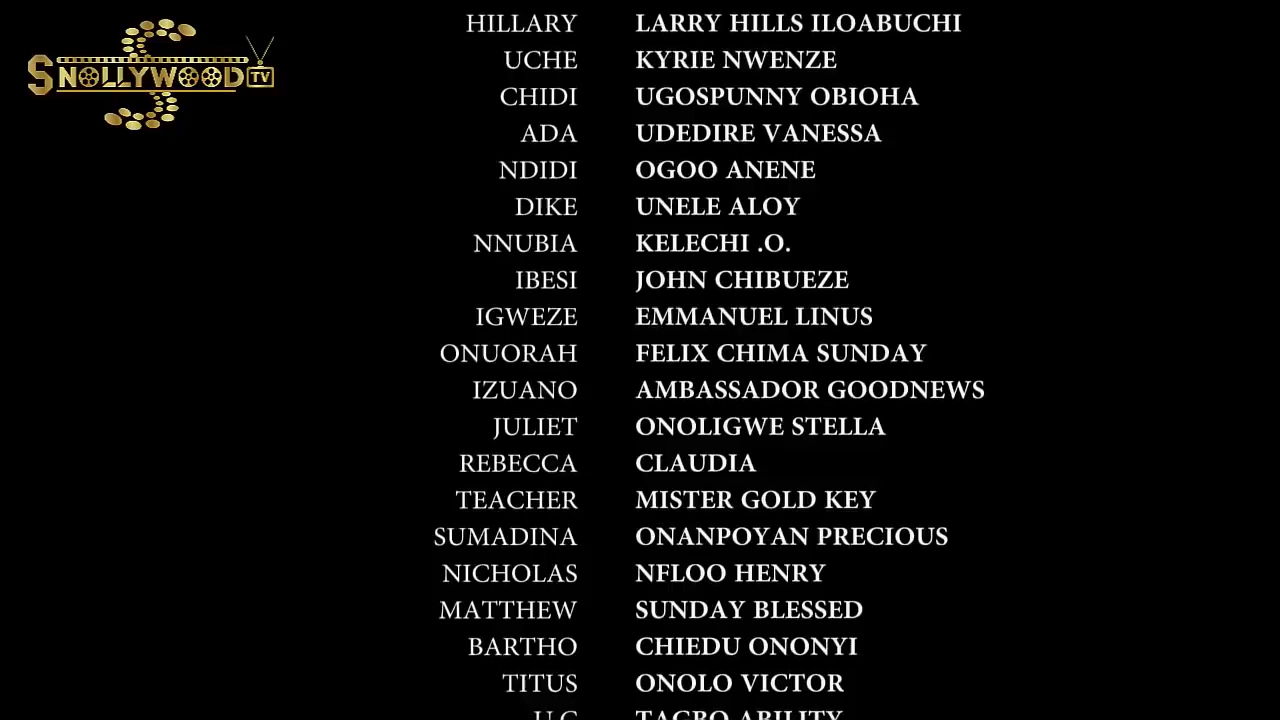 SNOLLYWOOD TV
HILLARY LARRY HILLS ILOABUCHI
UCHE KYRIE NWENZE
CHIDI UGOSPUNNY OBIOHA
ADA UDEDIRE VANESSA
NDIDI OGOO ANENE
DIKE UNELE ALOY
NNUBIA KELECHI .O.
IBESI JOHN CHIBUEZE
IGWEZE EMMANUEL LINUS
ONUORAH FELIX CHIMA SUNDAY
IZUANO AMBASSADOR GOODNEWS
JULIET ONOLIGWE STELLA
REBECCA CLAUDIA
TEACHER MISTER GOLD KEY
SUMADINA ONANPOYAN PRECIOUS
NICHOLAS NFLOO HENRY
MATTHEW SUNDAY BLESSED
BARTHO CHIEDU ONONYI
TITUS ONOLO VICTOR
ABILITY